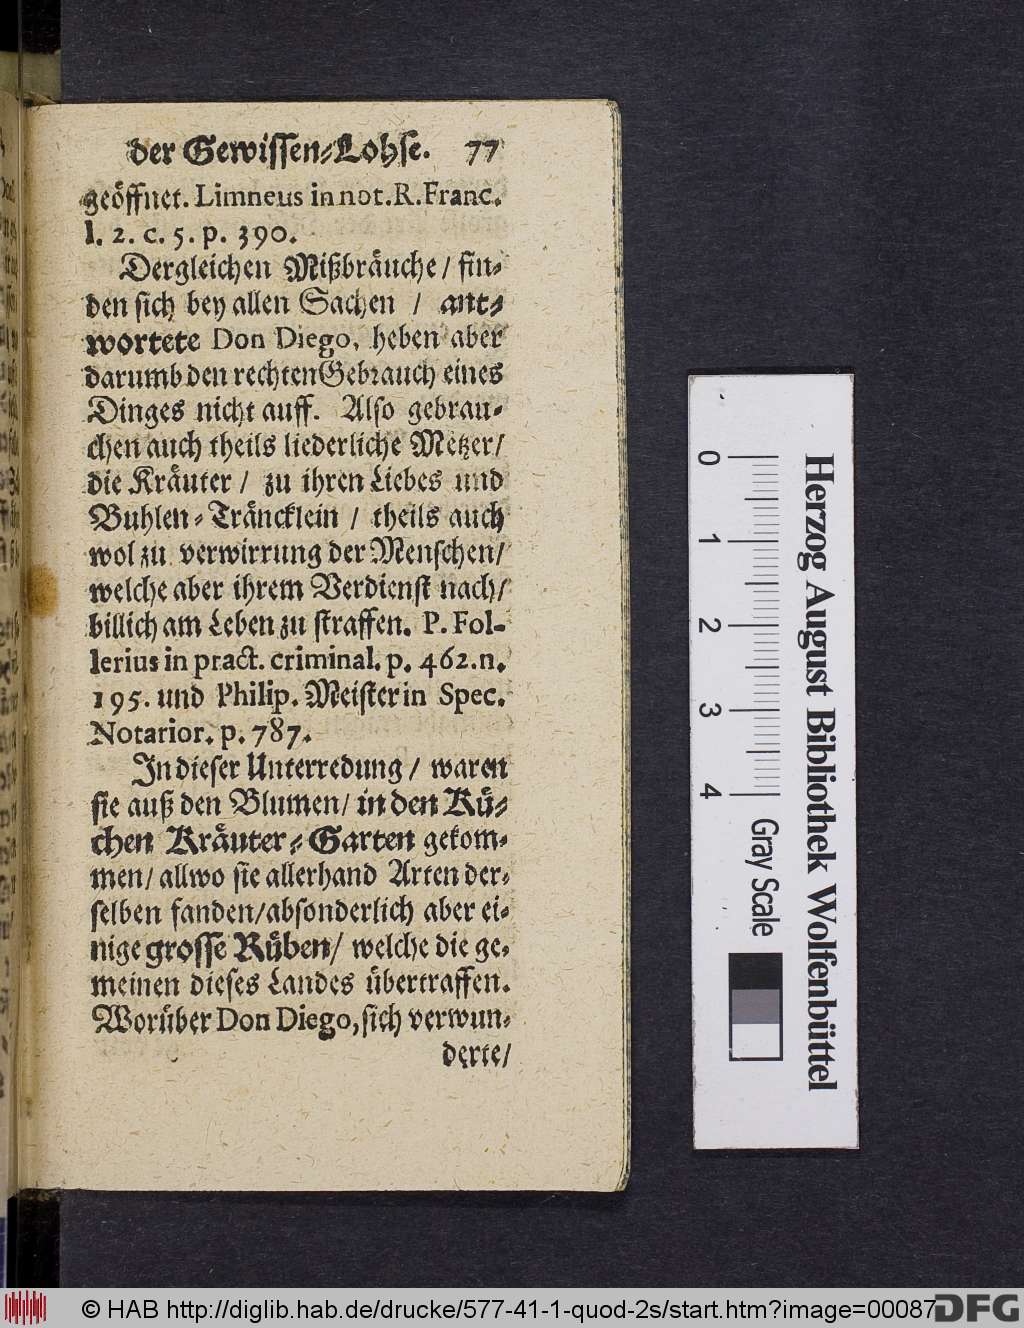 der Gewissen-Lohse. 77
geöffnet. Limneus in not. R. Franc.
l. 2. c. 5. p. 390.
Dergleichen Mißbräuche / fin-
den sich bey allen Sachen / ant-
wortete Don Diego, heben aber
darumb den rechten Gebrauch eines
Dinges nicht auff. Also gebrau-
chen auch theils liederliche Metzer /
die Kräuter / zu ihren Liebes und
Buhlen-Träncklein / theils auch
wol zu verwirrung der Menschen /
welche aber ihrem Verdienst nach /
billich am Leben zu straffen. P. Fol-
lerius in pract. criminal. p. 462. n.
195. und Philip. Meister in Spec.
Notarior. p. 787.
In dieser Unterredung / waren
sie auß den Blumen / in den Kü-
chen Kräuter-Garten gekom-
men / allwo sie allerhand Arten der-
selben fanden / absonderlich aber ei-
nige grosse Rüben / welche die ge-
meinen dieses Landes übertraffen.
Worüber Don Diego, sich verwun-
derte /
Herzog August Bibliothek Wolfenbüttel
0 1 2 3 4 Gray Scale
© HAB http://diglib.hab.de/drucke/577-41-1-quod-2s/start.htm?image=00087
DFG